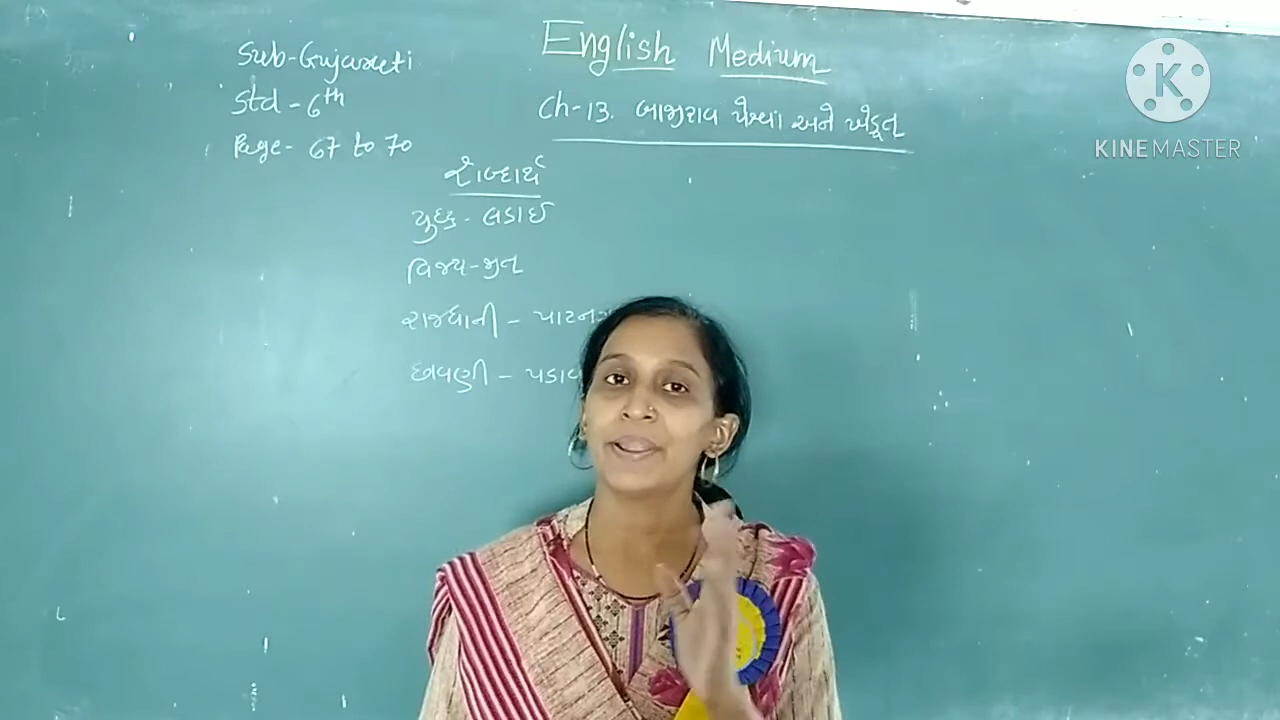 English Medium
Sub-Gujarati
Std - 6th
Page - 67 to 70
Ch-13. બાજીરાવ પેશ્વા અને ખેડૂત
શબ્દાર્થ
યુદ્ધ - લડાઈ
વિજય - જીત
રાજધાની - પાટનગ
છાવણી - પડાવ
K
KINEMASTER